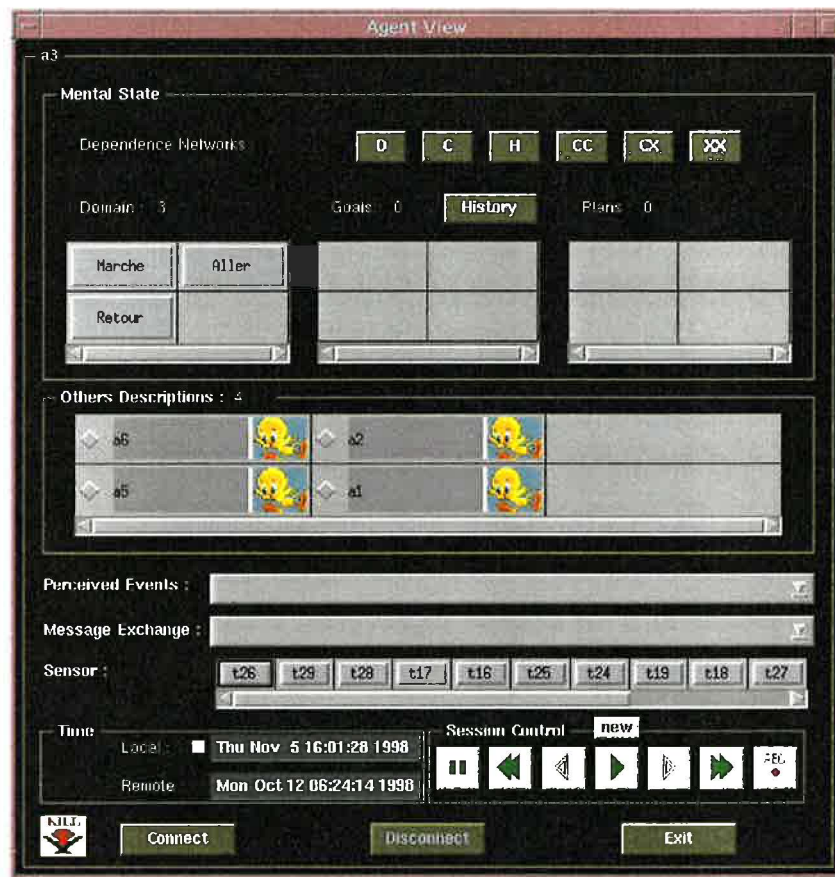 Agent View
a3
Mental State
Dependence Networks D C H CC CX XX
Domain : 3 Goals 0 History Plans 0
Marche Aller
Retour
Others Descriptions : 4
a6 a2
a5 a1
Perceived Events :
Message Exchange :
Sensor : t26 t29 t28 t17 t16 t25 t24 t19 t18 t27
Time Session Control new
Local : Thu Nov 5 16:01:28 1998
Remote Mon Oct 12 06:24:14 1998
REC
KILL Connect Disconnect Exit